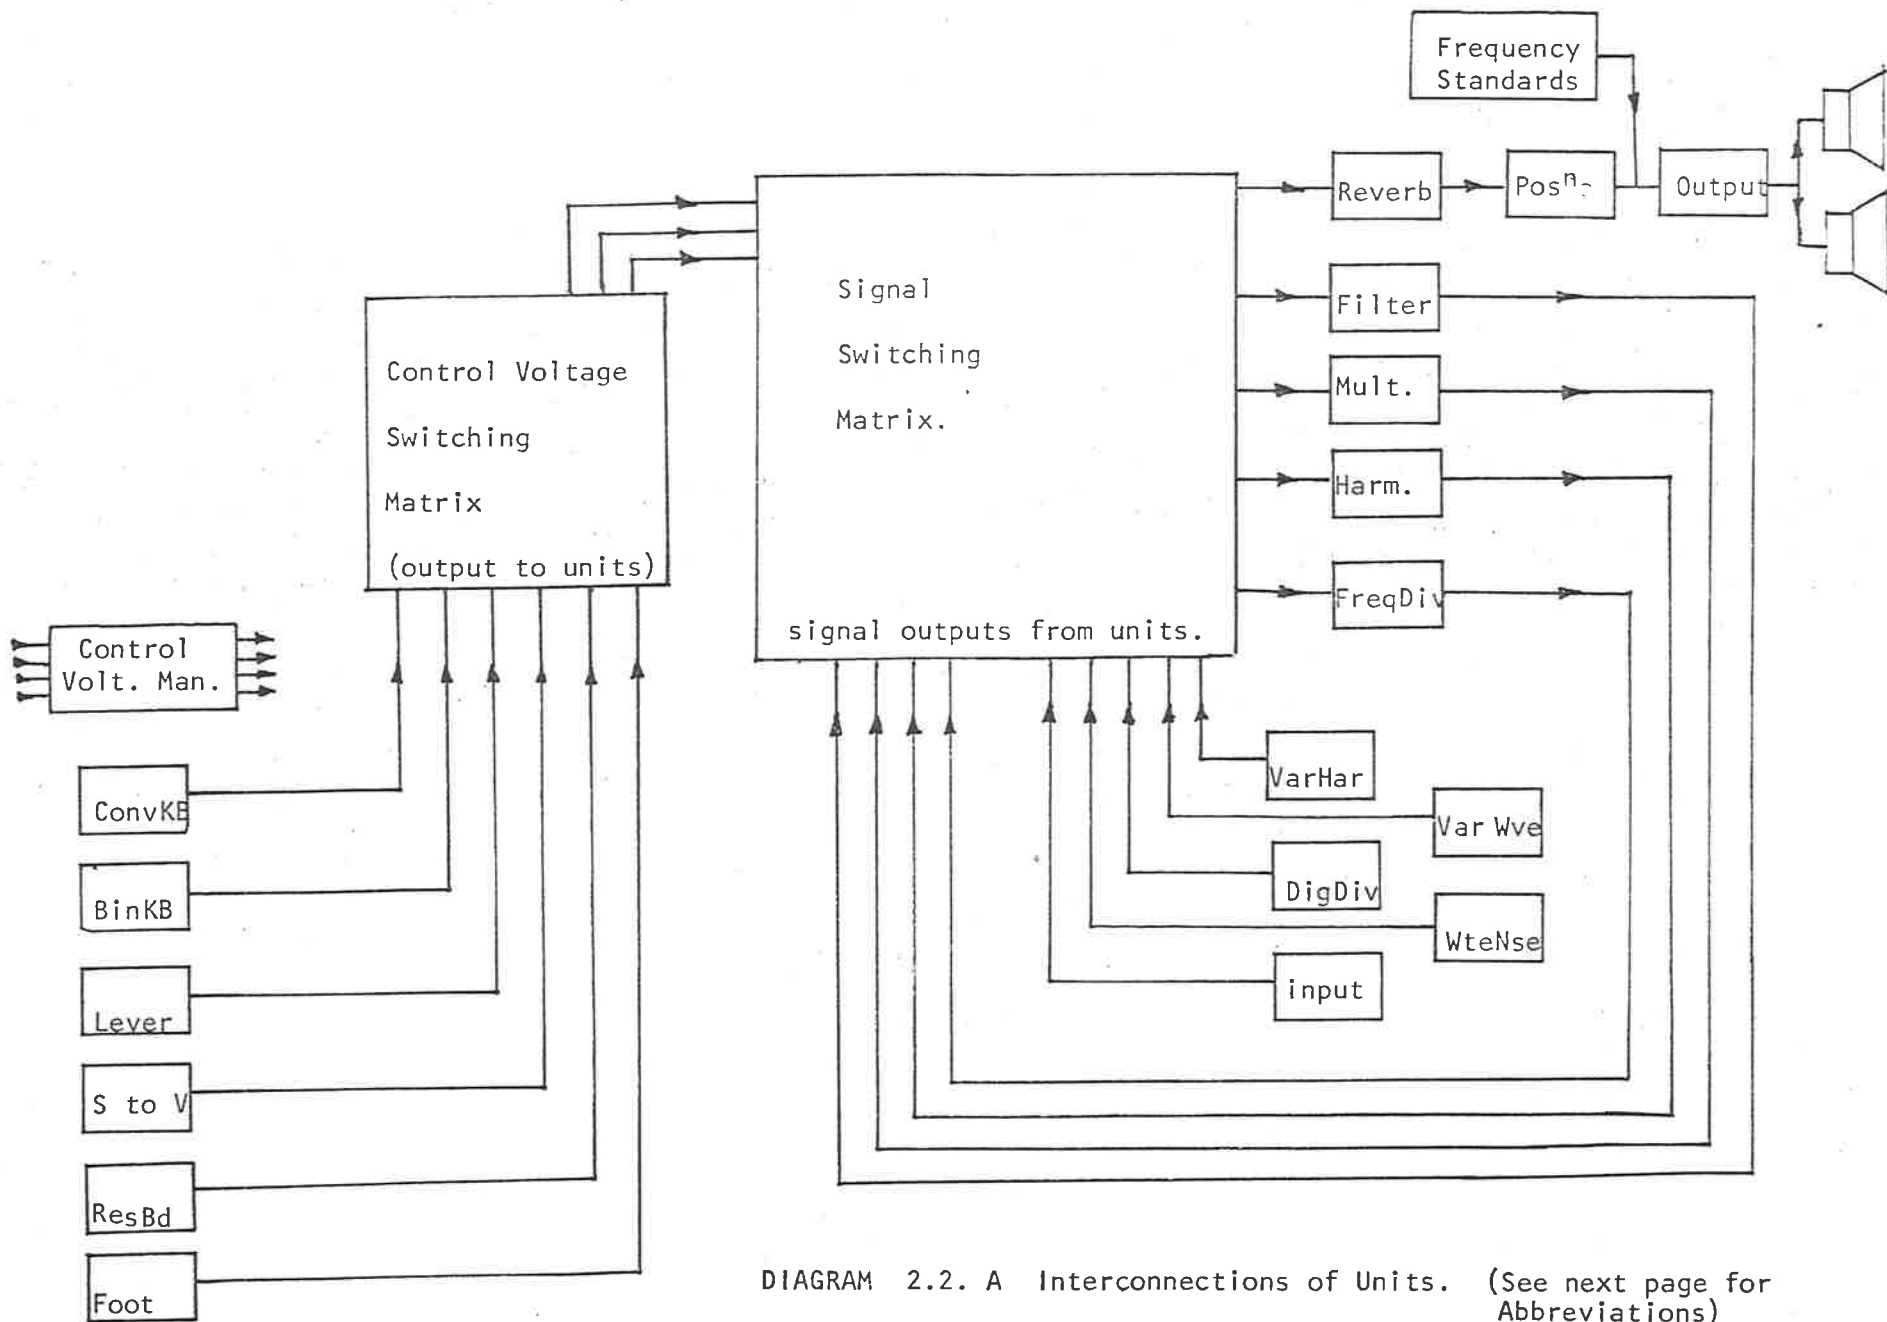 Frequency
Standards
Reverb
Posn.
Output
Signal
Switching
Matrix.
signal outputs from units.
Filter
Mult.
Harm.
FreqDiv
Control Voltage
Switching
Matrix
(output to units)
Control
Volt. Man.
ConvKB
BinKB
Lever
S to V
ResBd
Foot
VarHar
Var Wve
DigDiv
WteNse
input
DIAGRAM 2.2. A Interconnections of Units. (See next page for
Abbreviations)